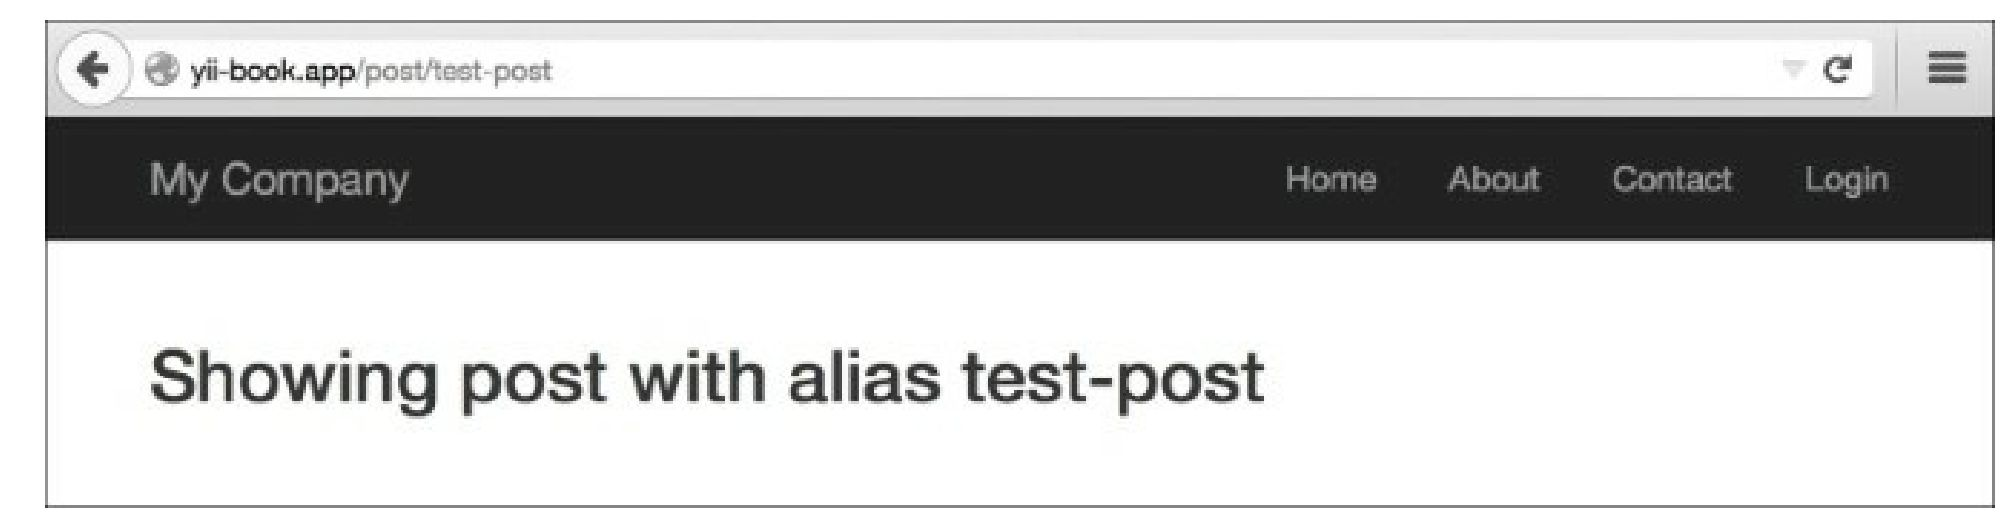 yii-book.app/post/test-post
My Company Home About Contact Login
Showing post with alias test-post